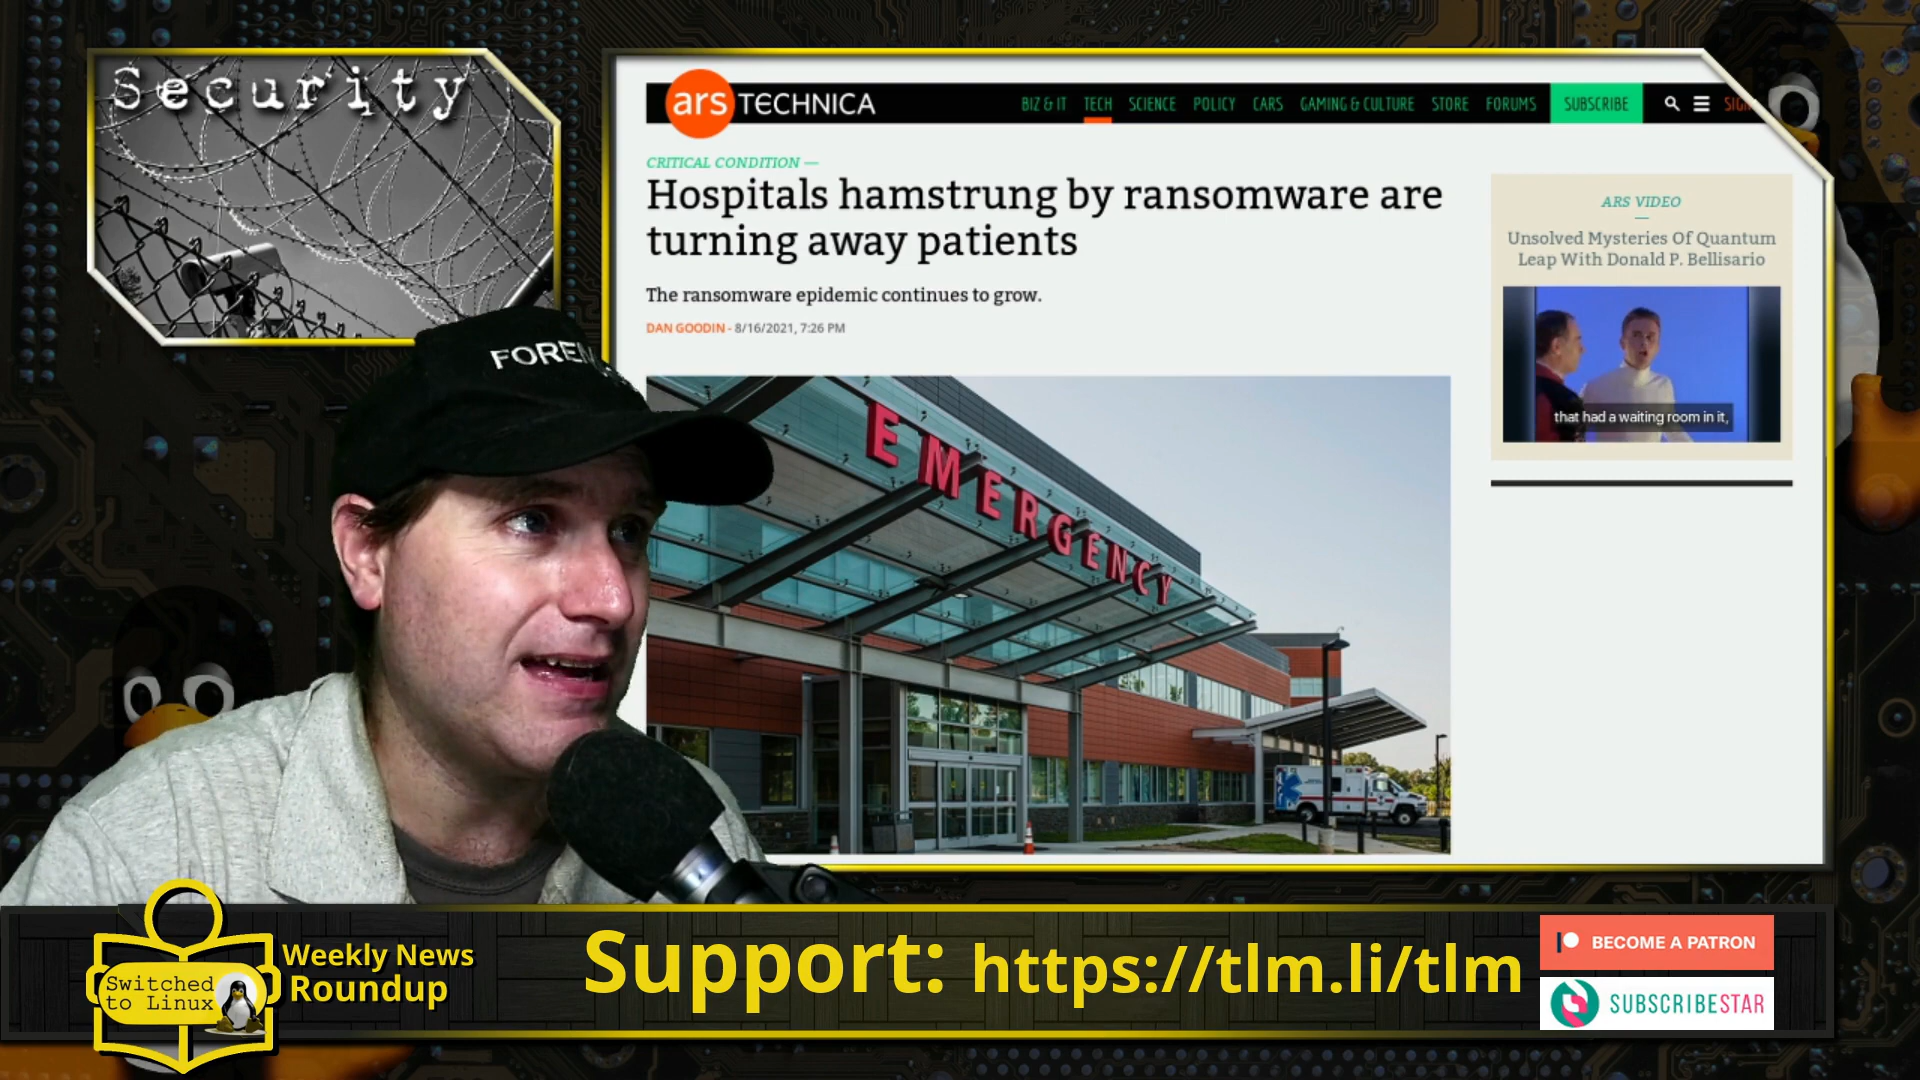 Security
ars TECHNICA
BIZ & IT TECH SCIENCE POLICY CARS GAMING & CULTURE STORE FORUMS SUBSCRIBE
CRITICAL CONDITION —
Hospitals hamstrung by ransomware are
turning away patients
The ransomware epidemic continues to grow.
DAN GOODIN - 8/16/2021, 7:26 PM
ARS VIDEO
Unsolved Mysteries Of Quantum
Leap With Donald P. Bellisario
that had a waiting room in it,
EMERGENCY
Switched
to Linux
Weekly News
Roundup
Support: https://tlm.li/tlm
BECOME A PATRON
SUBSCRIBESTAR